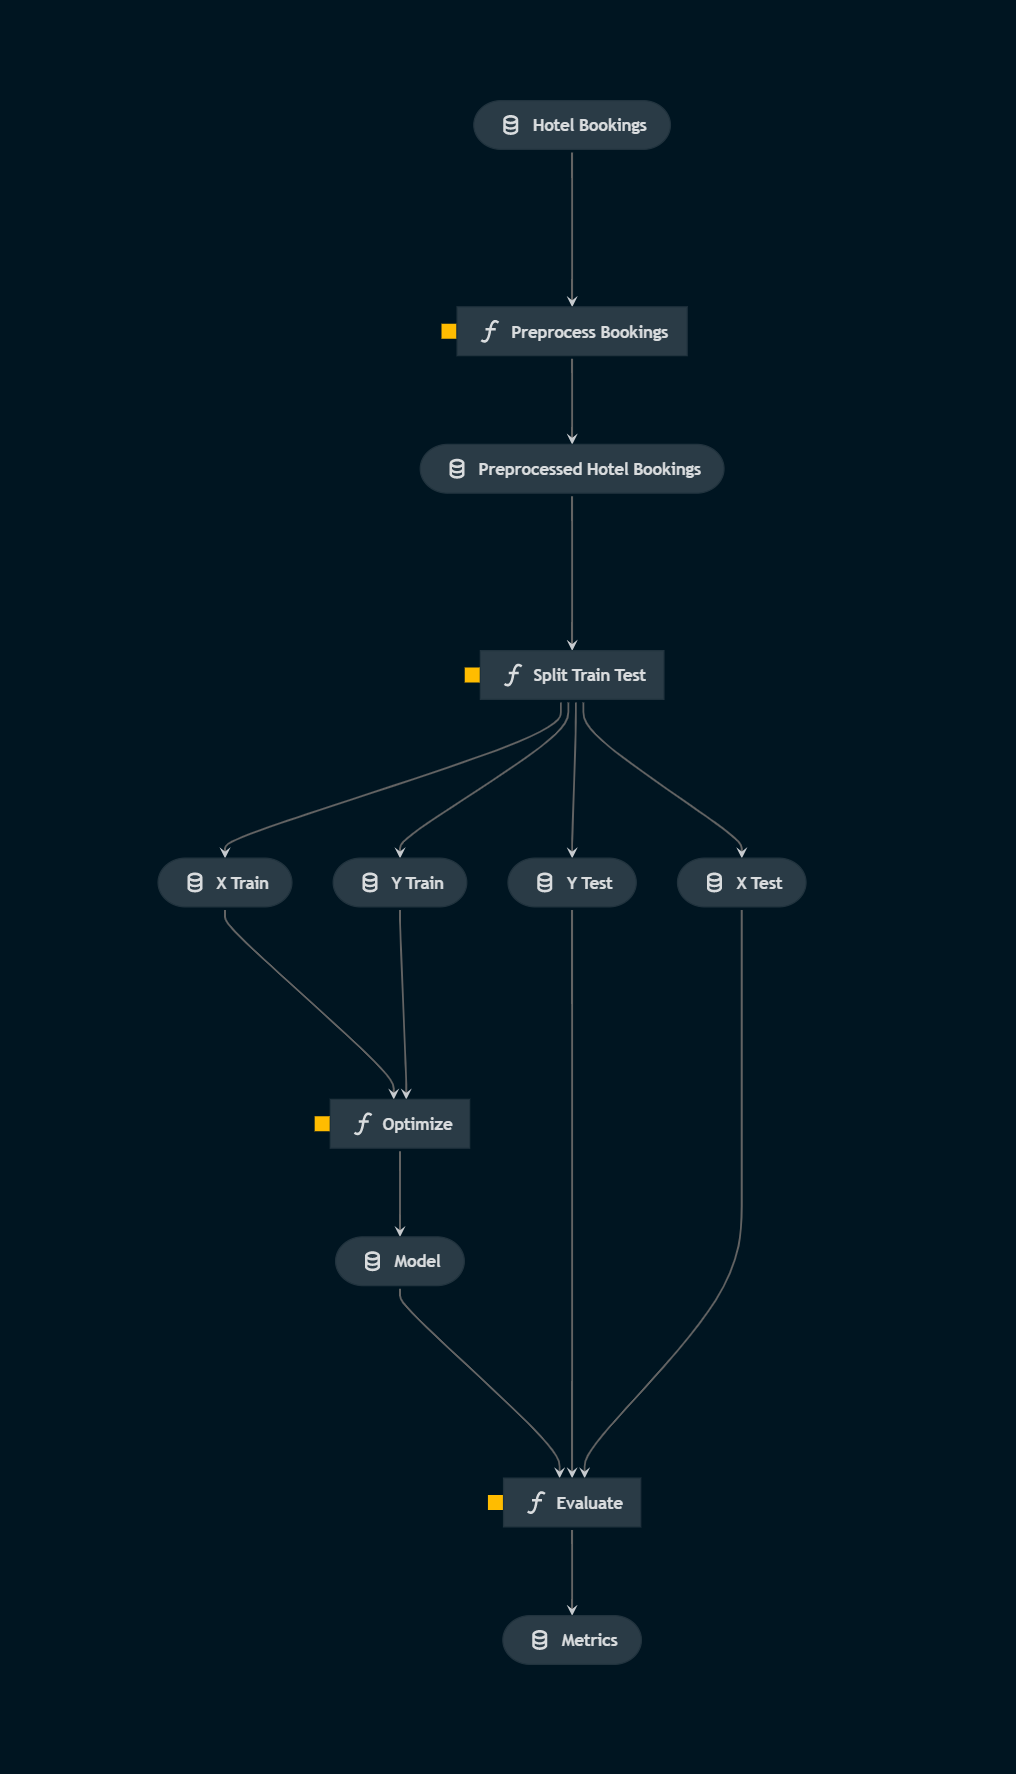 Hotel Bookings
Preprocess Bookings
Preprocessed Hotel Bookings
Split Train Test
X Train
Y Train
Y Test
X Test
Optimize
Model
Evaluate
Metrics